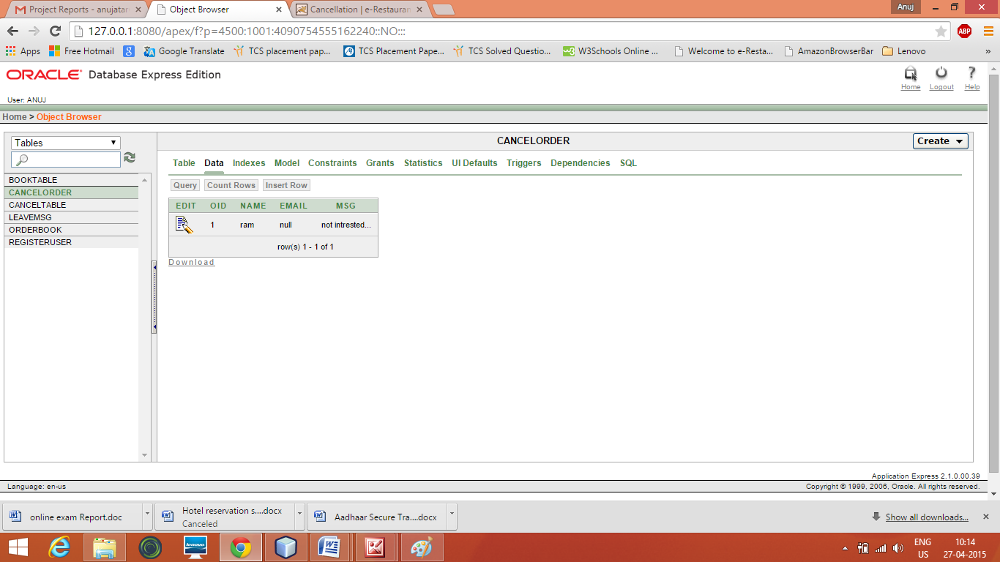 Project Reports - anujatar
Object Browser
Cancellation | e-Restauran
Anuj
127.0.0.1:8080/apex/f?p=4500:1001:4090754555162240::NO:::
ABP
Apps Free Hotmail Google Translate TCS placement pap... TCS Placement Pape... TCS Solved Questio... W3Schools Online ... Welcome to e-Resta... AmazonBrowserBar Lenovo »
ORACLE Database Express Edition
Home Logout Help
User: ANUJ
Home > Object Browser
Tables
CANCELORDER
Create
Table Data Indexes Model Constraints Grants Statistics UI Defaults Triggers Dependencies SQL
Query Count Rows Insert Row
BOOKTABLE
CANCELORDER
CANCELTABLE
LEAVEMSG
ORDERBOOK
REGISTERUSER
EDIT OID NAME EMAIL MSG
1 ram null not intrested...
row(s) 1 - 1 of 1
Download
Application Express 2.1.0.00.39
Language: en-us
Copyright © 1999, 2006, Oracle. All rights reserved.
online exam Report.doc
Hotel reservation s....docx
Canceled
Aadhaar Secure Tra....docx
Show all downloads...
lenovo
ENG
US
10:14
27-04-2015